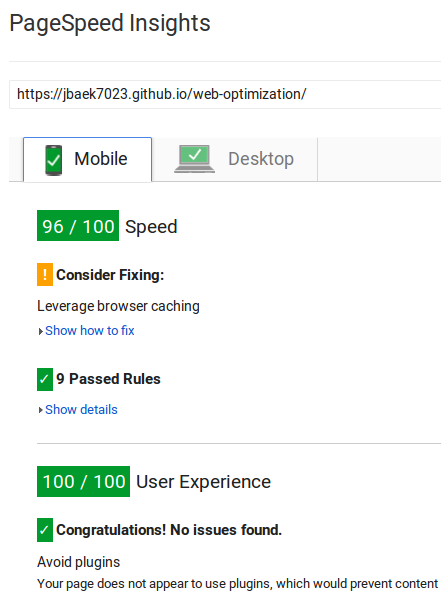 PageSpeed Insights
https://jbaek7023.github.io/web-optimization/
Mobile Desktop
96 / 100 Speed
! Consider Fixing:
Leverage browser caching
Show how to fix
9 Passed Rules
Show details
100 / 100 User Experience
Congratulations! No issues found.
Avoid plugins
Your page does not appear to use plugins, which would prevent content